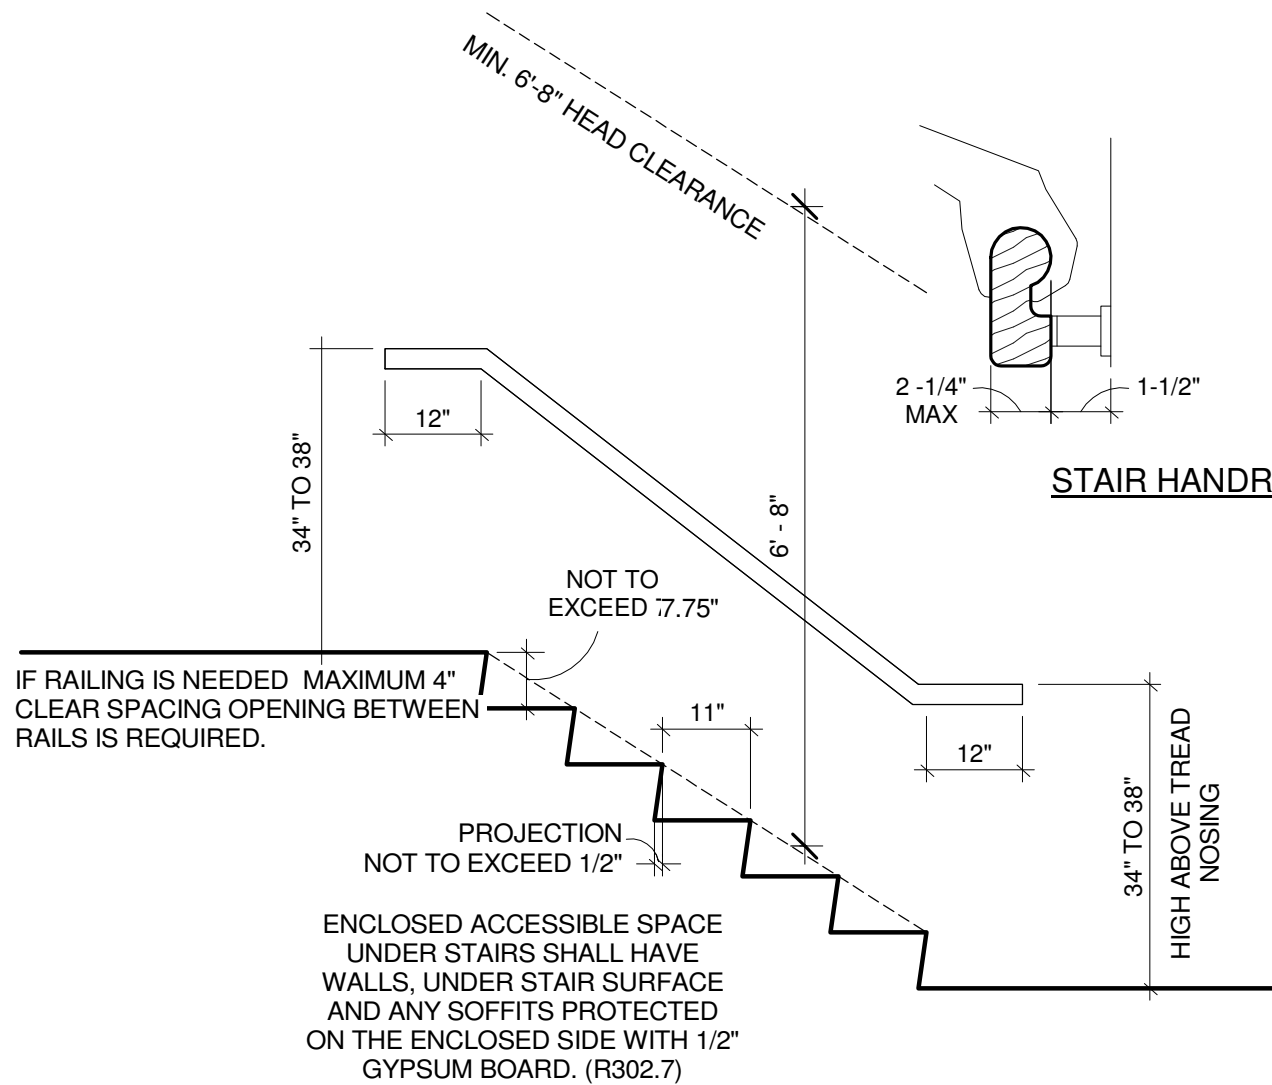 MIN. 6'-8" HEAD CLEARANCE
2 -1/4"
MAX
1-1/2"
STAIR HANDR
12"
34" TO 38"
6' - 8"
NOT TO
EXCEED 7.75"
IF RAILING IS NEEDED MAXIMUM 4"
CLEAR SPACING OPENING BETWEEN
RAILS IS REQUIRED.
11"
12"
34" TO 38"
HIGH ABOVE TREAD
NOSING
PROJECTION
NOT TO EXCEED 1/2"
ENCLOSED ACCESSIBLE SPACE
UNDER STAIRS SHALL HAVE
WALLS, UNDER STAIR SURFACE
AND ANY SOFFITS PROTECTED
ON THE ENCLOSED SIDE WITH 1/2"
GYPSUM BOARD. (R302.7)